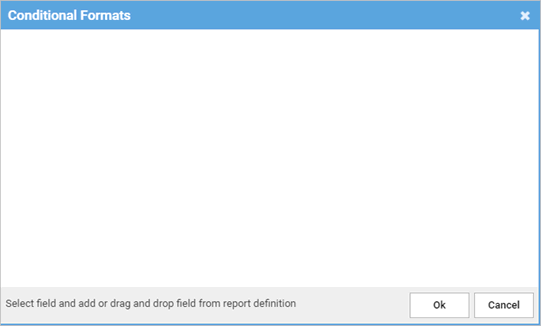 Conditional Formats
Select field and add or drag and drop field from report definition
Ok
Cancel